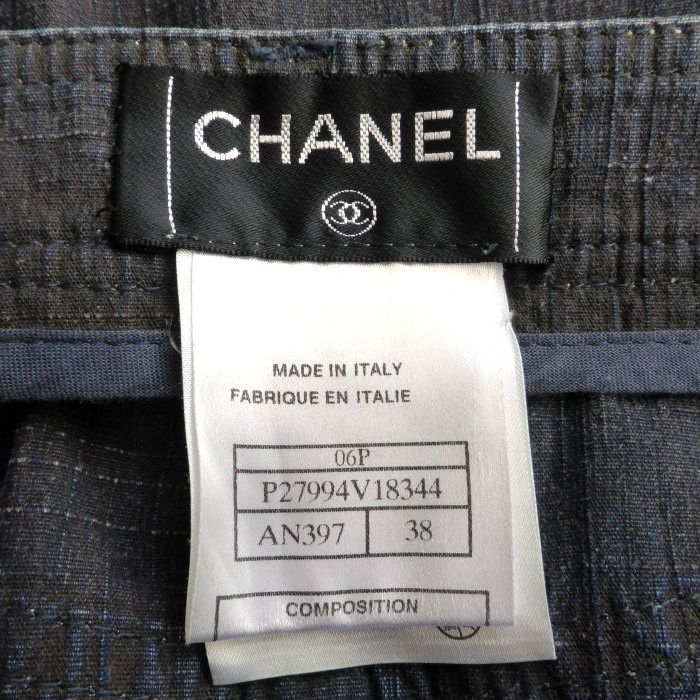 CHANEL
MADE IN ITALY
FABRIQUE EN ITALIE
06P
P27994V18344
AN397 38
COMPOSITION